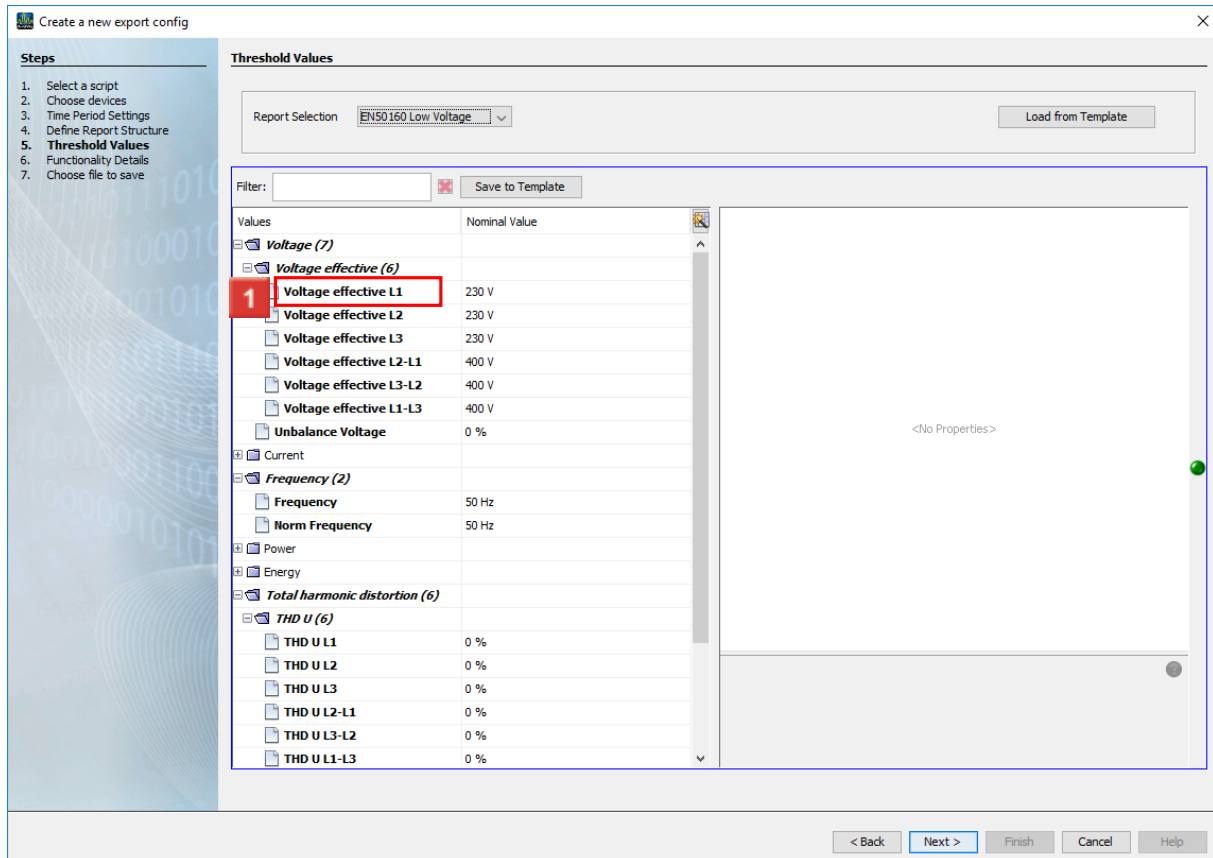 Create a new export config
Steps
1. Select a script
2. Choose devices
3. Time Period Settings
4. Define Report Structure
5. Threshold Values
6. Functionality Details
7. Choose file to save
Threshold Values
Report Selection EN50160 Low Voltage Load from Template
Filter: Save to Template
Values Nominal Value
Voltage (7)
Voltage effective (6)
1 Voltage effective L1 230 V
Voltage effective L2 230 V
Voltage effective L3 230 V
Voltage effective L2-L1 400 V
Voltage effective L3-L2 400 V
Voltage effective L1-L3 400 V
Unbalance Voltage 0 %
Current
Frequency (2)
Frequency 50 Hz
Norm Frequency 50 Hz
Power
Energy
Total harmonic distortion (6)
THD U (6)
THD U L1 0 %
THD U L2 0 %
THD U L3 0 %
THD U L2-L1 0 %
THD U L3-L2 0 %
THD U L1-L3 0 %
<No Properties>
< Back Next > Finish Cancel Help